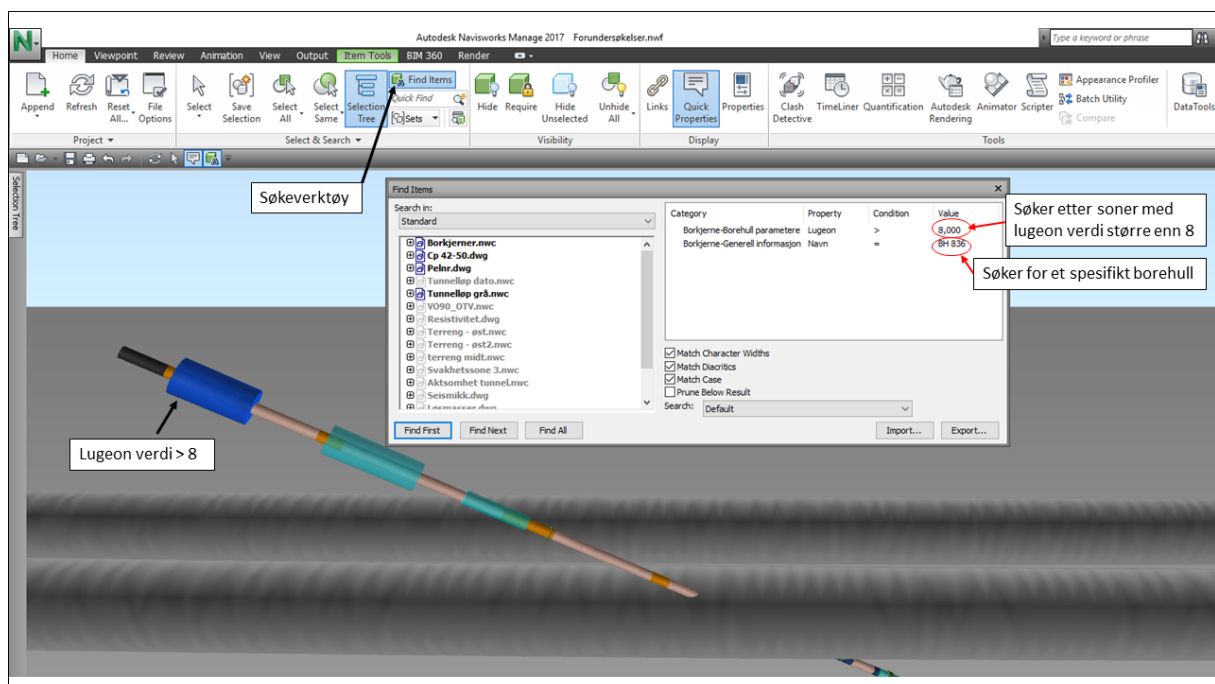 Autodesk Navisworks Manage 2017 Forundersøkelser.nwf
Type a keyword or phrase
Home Viewpoint Review Animation View Output Item Tools BIM 360 Render
Append
Refresh
Reset All...
File Options
Project
Select
Save Selection
Select All
Select Same
Selection Tree
Find Items
Quick Find
Sets
Select & Search
Hide
Require
Hide Unselected
Unhide All
Visibility
Links
Quick Properties
Properties
Display
Clash Detective
TimeLiner
Quantification
Autodesk Rendering
Animator
Scripter
Appearance Profiler
Batch Utility
Compare
Tools
DataTools
Selection Tree
Søkeverktøy
Find Items
Search in:
Standard
Borkjerner.nwc
Cp 42-50.dwg
Pelnr.dwg
Tunnelløp dato.nwc
Tunnelløp grå.nwc
VO90_OTV.nwc
Resistivitet.dwg
Terreng - øst.nwc
Terreng - øst2.nwc
terreng midt.nwc
Svakhetssone 3.nwc
Aktsomhet tunnel.nwc
Seismikk.dwg
Løsmasser.dwg
Category Property Condition Value
Borkjerne-Borehull parametere Lugeon > 8,000
Borkjerne-Generell informasjon Navn = BH 836
Match Character Widths
Match Diacritics
Match Case
Prune Below Result
Search: Default
Find First Find Next Find All Import... Export...
Søker etter soner med
lugeon verdi større enn 8
Søker for et spesifikt borehull
Lugeon verdi > 8